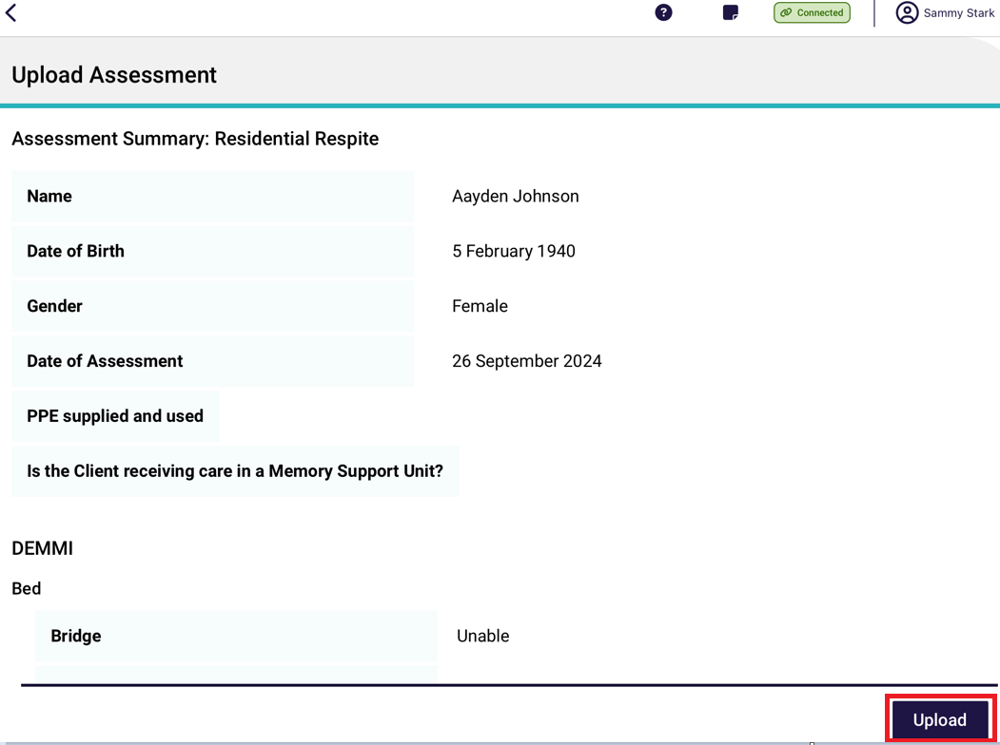 ? Connected Sammy Stark
Upload Assessment
Assessment Summary: Residential Respite
Name Aayden Johnson
Date of Birth 5 February 1940
Gender Female
Date of Assessment 26 September 2024
PPE supplied and used
Is the Client receiving care in a Memory Support Unit?
DEMMI
Bed
Bridge Unable
Upload